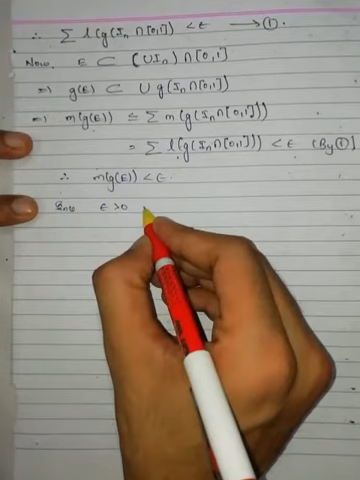 ∴ ∑ l(g(Iₙ∩[0,1])) < ε → ①.
Now, E ⊂ (∪Iₙ) ∩ [0,1]
⇒ g(E) ⊂ ∪ g(Iₙ∩[0,1])
⇒ m(g(E)) ≤ ∑ m(g(Iₙ∩[0,1]))
= ∑ l(g(Iₙ∩[0,1])) < ε (By ①)
∴ m(g(E)) < ε.
Since ε > 0